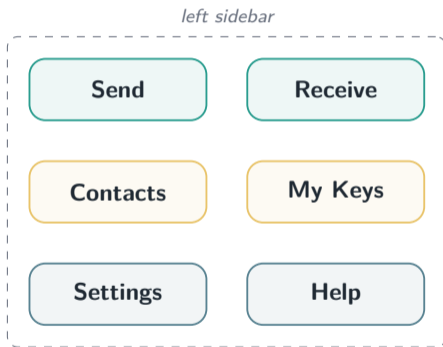 left sidebar
Send
Receive
Contacts
My Keys
Settings
Help